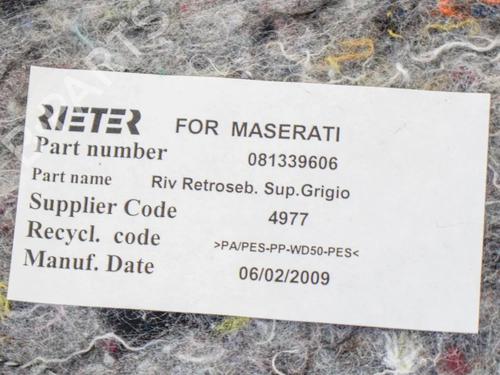 RIETER FOR MASERATI
Part number 081339606
Part name Riv Retroseb. Sup.Grigio
Supplier Code 4977
Recycl. code >PA/PES-PP-WD50-PES<
Manuf. Date 06/02/2009